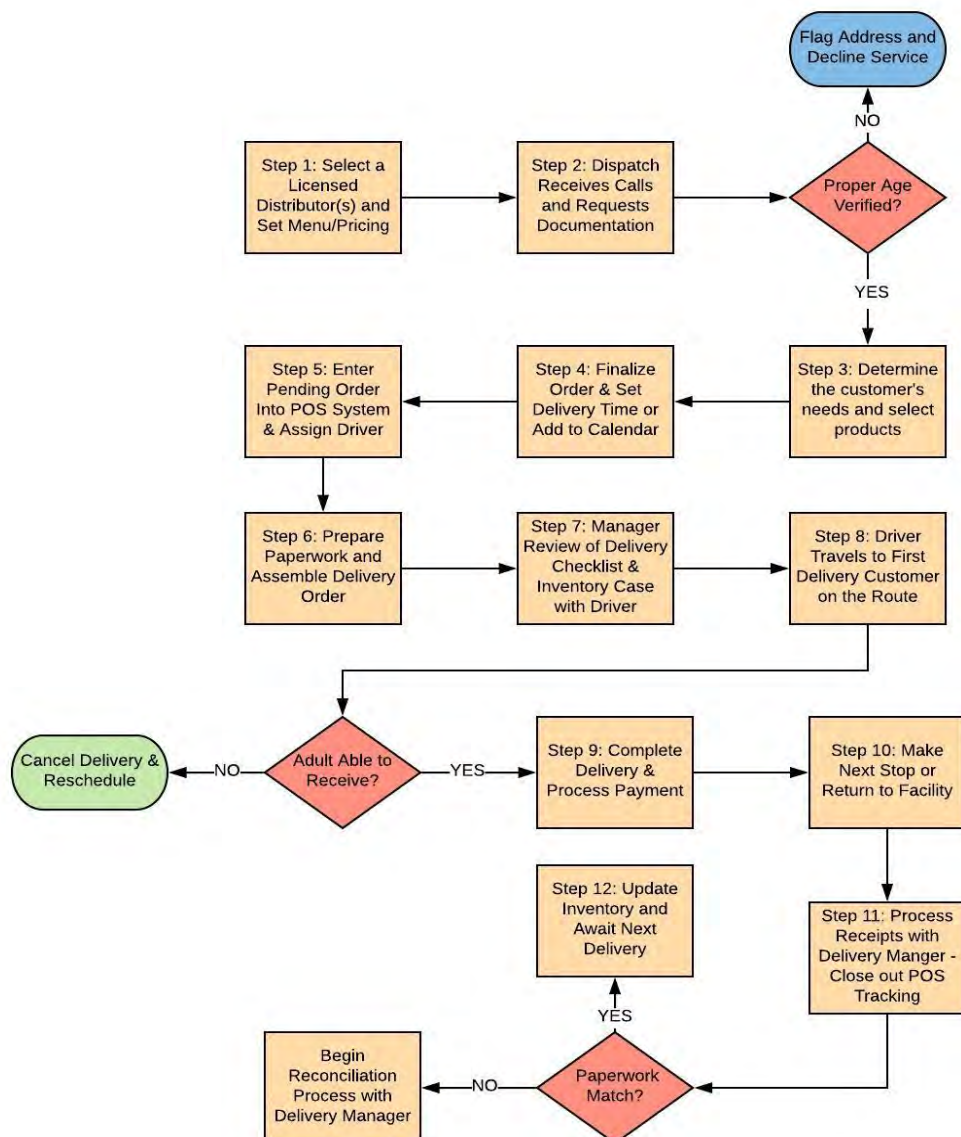 Flag Address and
Decline Service
NO
Step 1: Select a
Licensed
Distributor(s) and
Set Menu/Pricing
Step 2: Dispatch
Receives Calls
and Requests
Documentation
Proper Age
Verified?
YES
Step 3: Determine
the customer's
needs and select
products
Step 4: Finalize
Order & Set
Delivery Time or
Add to Calendar
Step 5: Enter
Pending Order
Into POS System
& Assign Driver
Step 6: Prepare
Paperwork and
Assemble Delivery
Order
Step 7: Manager
Review of Delivery
Checklist &
Inventory Case
with Driver
Step 8: Driver
Travels to First
Delivery Customer
on the Route
Adult Able to
Receive?
NO
Cancel Delivery &
Reschedule
YES
Step 9: Complete
Delivery &
Process Payment
Step 10: Make
Next Stop or
Return to Facility
Step 11: Process
Receipts with
Delivery Manger -
Close out POS
Tracking
Paperwork
Match?
YES
Step 12: Update
Inventory and
Await Next
Delivery
NO
Begin
Reconciliation
Process with
Delivery Manager